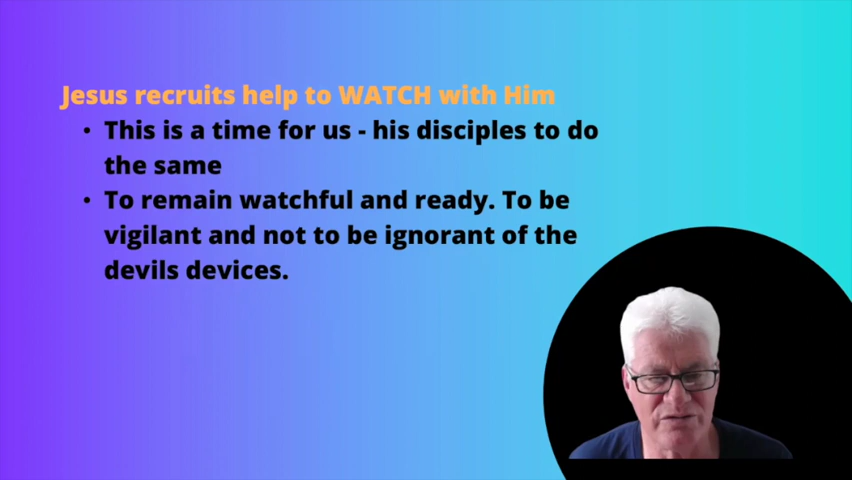 Jesus recruits help to WATCH with Him
• This is a time for us - his disciples to do
the same
• To remain watchful and ready. To be
vigilant and not to be ignorant of the
devils devices.